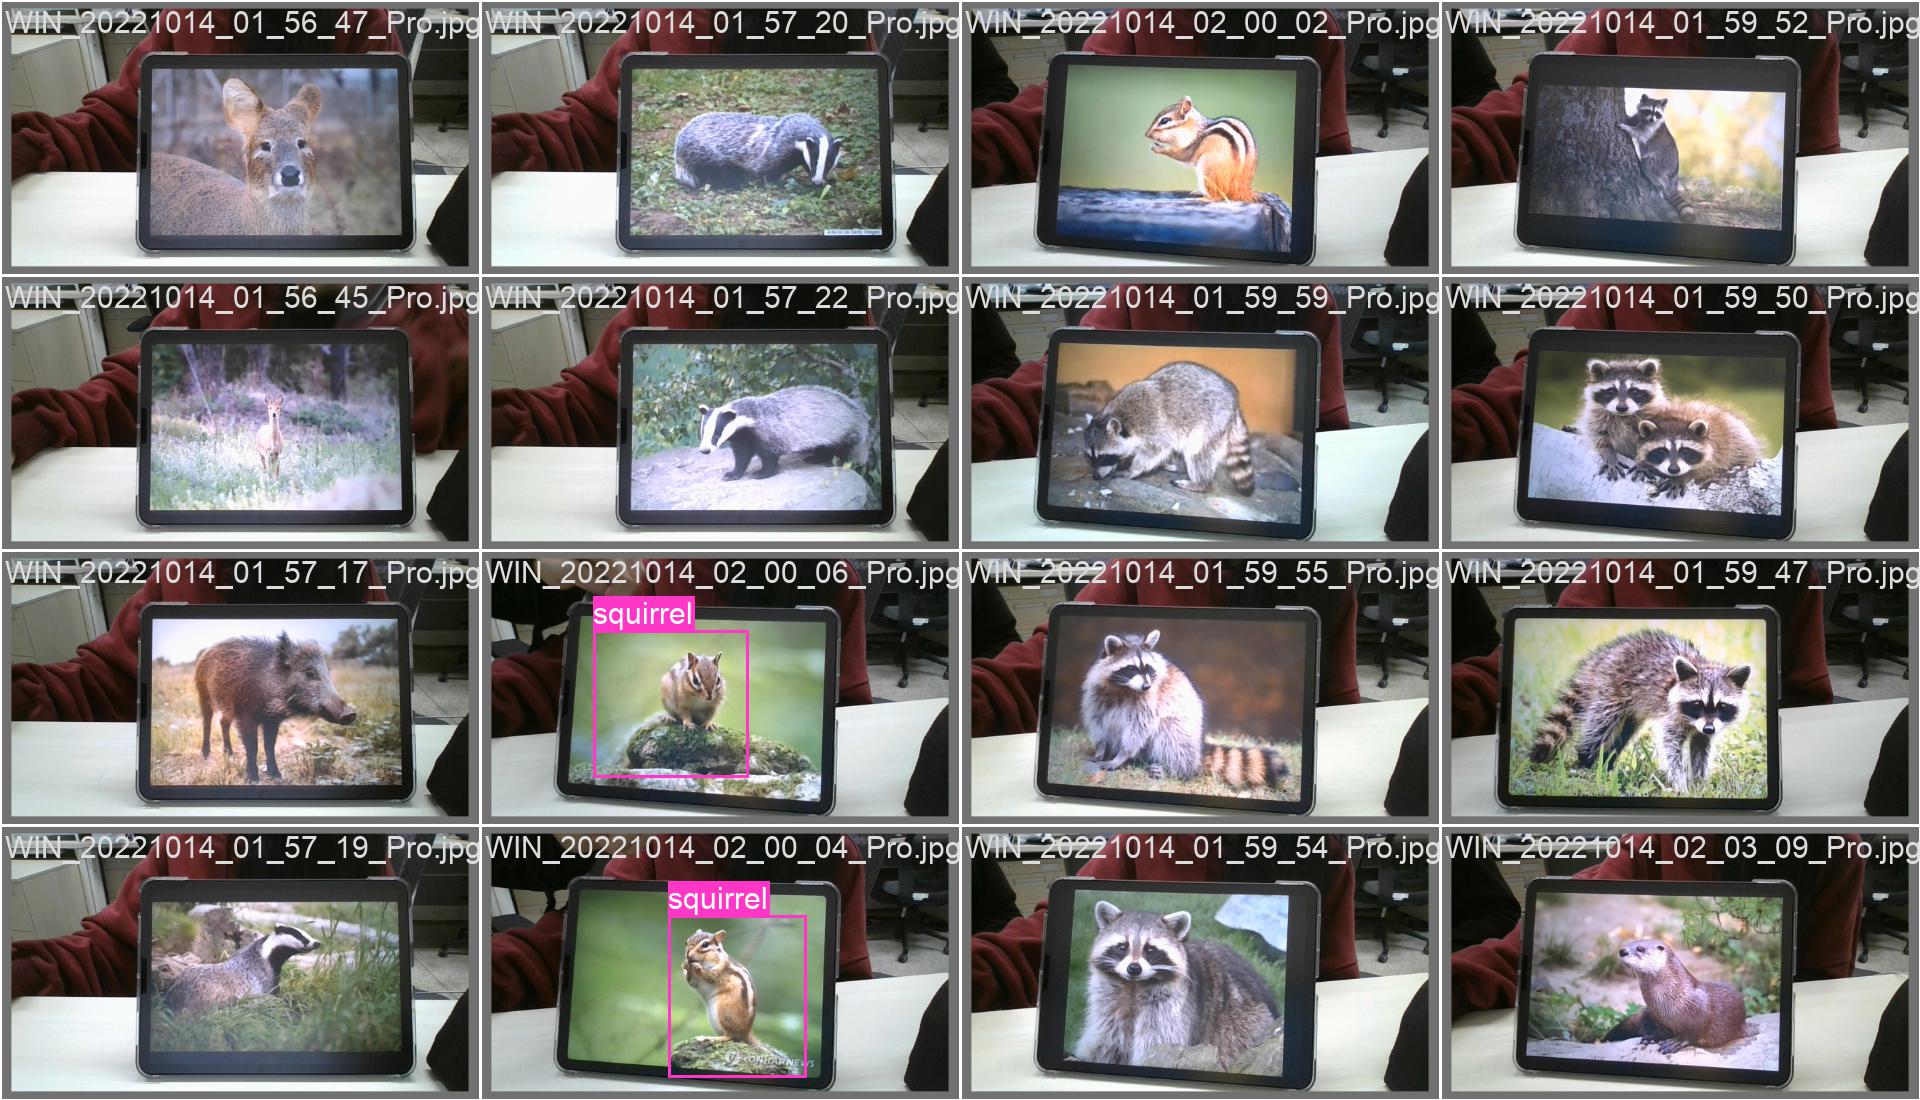 WIN_20221014_01_56_47_Pro.jpg
WIN_20221014_01_57_20_Pro.jpg
WIN_20221014_02_00_02_Pro.jpg
WIN_20221014_01_59_52_Pro.jpg
WIN_20221014_01_56_45_Pro.jpg
WIN_20221014_01_57_22_Pro.jpg
WIN_20221014_01_59_59_Pro.jpg
WIN_20221014_01_59_50_Pro.jpg
WIN_20221014_01_57_17_Pro.jpg
WIN_20221014_02_00_06_Pro.jpg
WIN_20221014_01_59_55_Pro.jpg
WIN_20221014_01_59_47_Pro.jpg
squirrel
WIN_20221014_01_57_19_Pro.jpg
WIN_20221014_02_00_04_Pro.jpg
WIN_20221014_01_59_54_Pro.jpg
WIN_20221014_02_03_09_Pro.jpg
squirrel
YONHAPNEWS